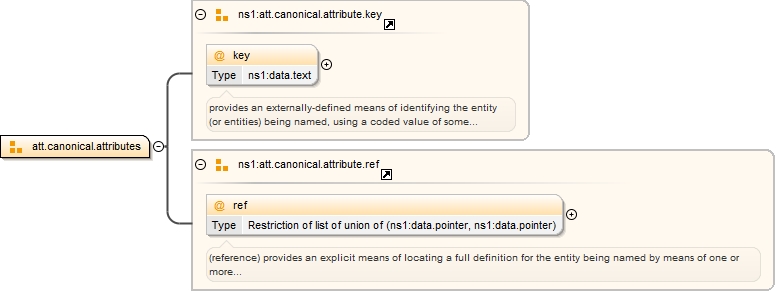 ns1:att.canonical.attribute.key
@ key
Type ns1:data.text
provides an externally-defined means of identifying the entity
(or entities) being named, using a coded value of some...
att.canonical.attributes
ns1:att.canonical.attribute.ref
@ ref
Type Restriction of list of union of (ns1:data.pointer, ns1:data.pointer)
(reference) provides an explicit means of locating a full definition for the entity being named by means of one or
more...